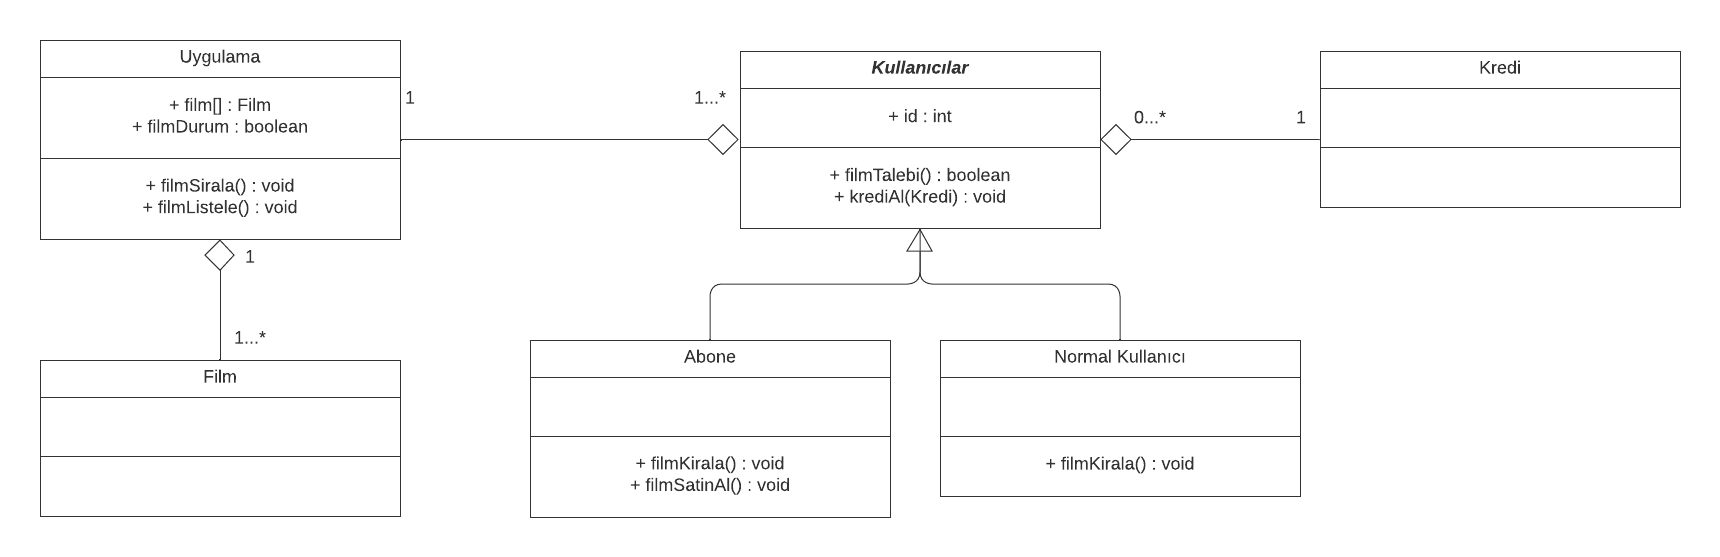 Uygulama
+ film[] : Film
+ filmDurum : boolean
+ filmSirala() : void
+ filmListele() : void
1
1...*
Kullanıcılar
+ id : int
+ filmTalebi() : boolean
+ krediAl(Kredi) : void
0...*
1
Kredi
1
1...*
Film
Abone
+ filmKirala() : void
+ filmSatinAl() : void
Normal Kullanıcı
+ filmKirala() : void